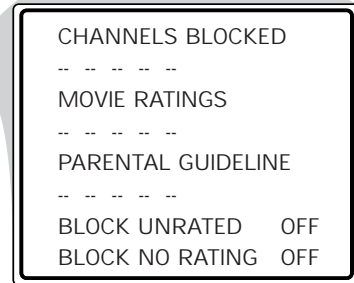 CHANNELS BLOCKED
-- -- -- -- --
MOVIE RATINGS
-- -- -- -- --
PARENTAL GUIDELINE
-- -- -- -- --
BLOCK UNRATED OFF
BLOCK NO RATING OFF